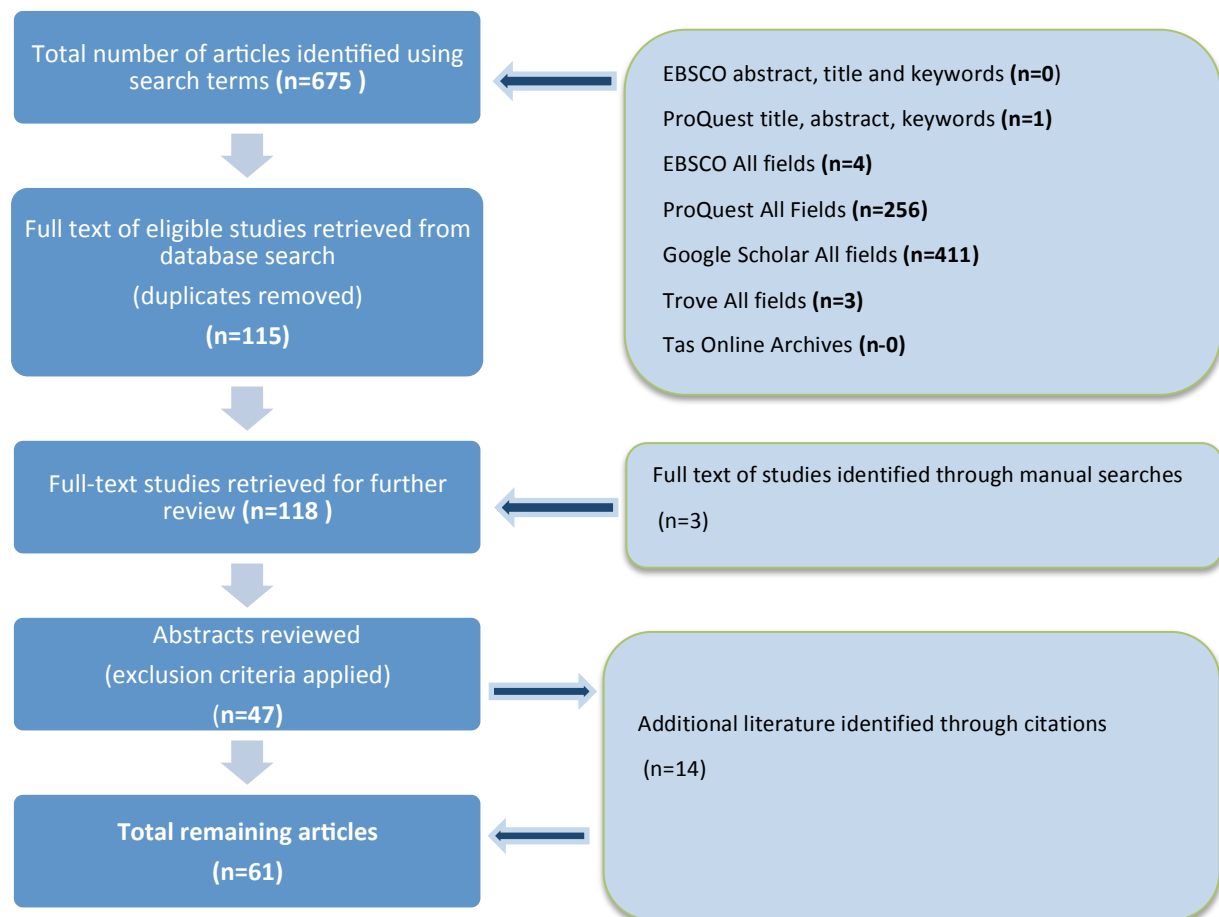 Total number of articles identified using
search terms (n=675 )
EBSCO abstract, title and keywords (n=0)
ProQuest title, abstract, keywords (n=1)
EBSCO All fields (n=4)
ProQuest All Fields (n=256)
Google Scholar All fields (n=411)
Trove All fields (n=3)
Tas Online Archives (n-0)
Full text of eligible studies retrieved from
database search
(duplicates removed)
(n=115)
Full-text studies retrieved for further
review (n=118 )
Full text of studies identified through manual searches
(n=3)
Abstracts reviewed
(exclusion criteria applied)
(n=47)
Additional literature identified through citations
(n=14)
Total remaining articles
(n=61)